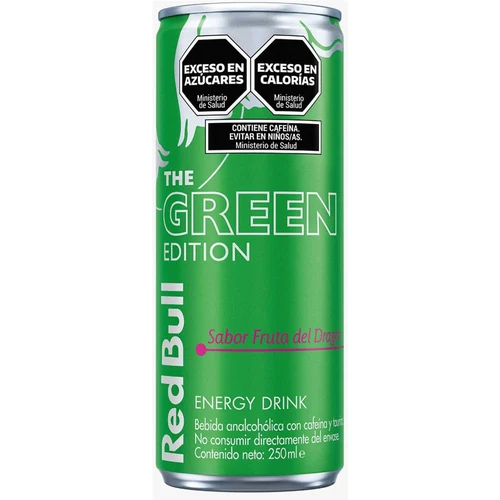 EXCESO EN
AZÚCARES
Ministerio
de Salud
EXCESO EN
CALORÍAS
Ministerio
de Salud
CONTIENE CAFEÍNA.
EVITAR EN NIÑOS/AS.
Ministerio de Salud
THE
GREEN
EDITION
Red Bull
Sabor Fruta del
ENERGY DRINK
Bebida analcohólica con cafeína y
No consumir directamente del envase.
Contenido neto: 250 ml e